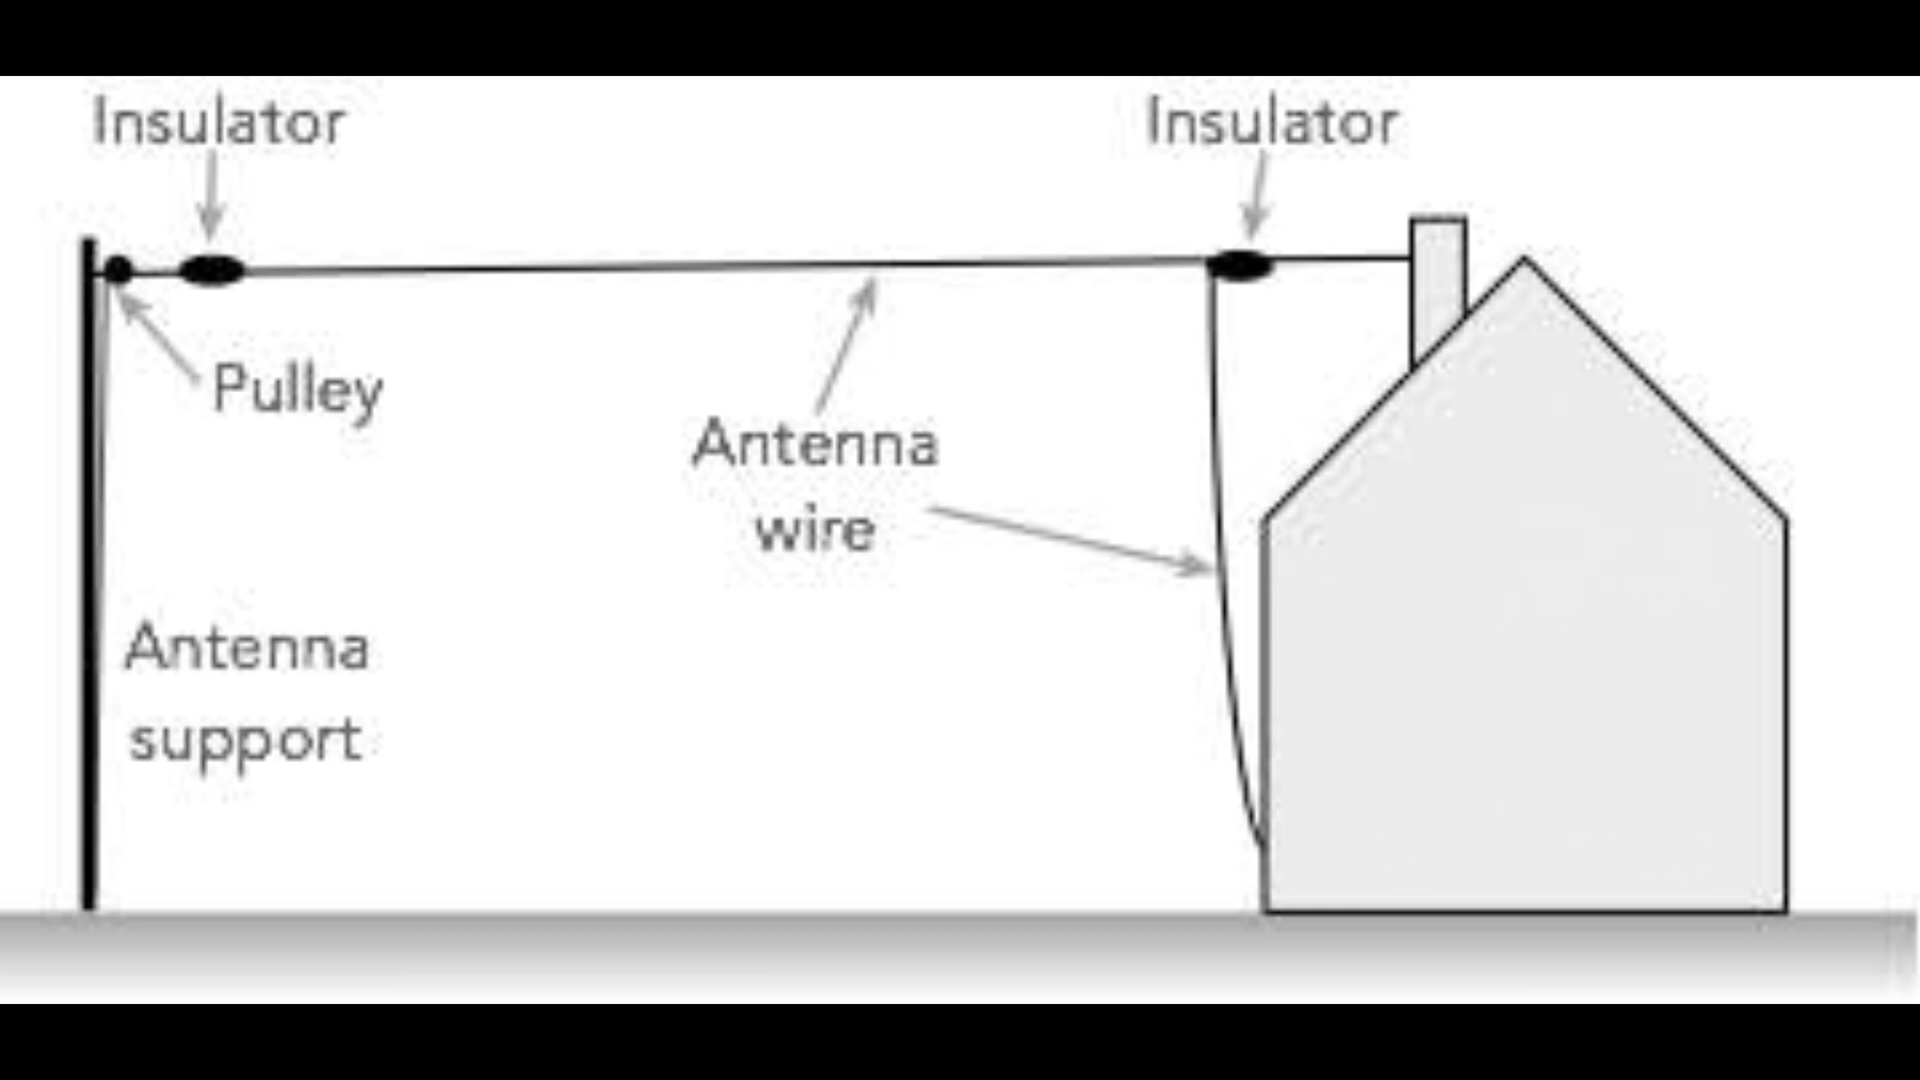 Insulator
Insulator
Pulley
Antenna
wire
Antenna
support